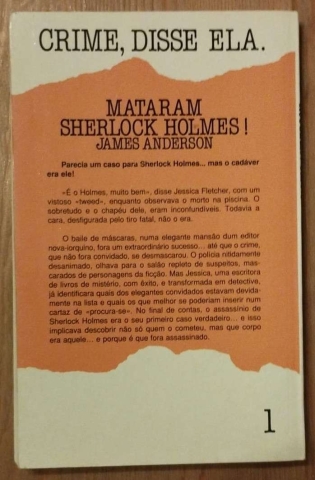 CRIME, DISSE ELA.
MATARAM
SHERLOCK HOLMES!
JAMES ANDERSON
Parecia um caso para Sherlock Holmes... mas o cadáver
era ele!
«É o Holmes, muito bem», disse Jessica Fletcher, com um
vistoso «tweed», enquanto observava o morto na piscina. O
sobretudo e o chapéu dele, eram inconfundíveis. Todavia a
cara, desfigurada pelo tiro fatal, não o era.
O baile de máscaras, numa elegante mansão dum editor
nova-iorquino, fora um extraordinário sucesso... até que o crime,
que não fora convidado, se desmascarou. O polícia nitidamente
desanimado, olhava para o salão repleto de suspeitos, mas-
carados de personagens da ficção. Mas Jessica, uma escritora
de livros de mistério, com êxito, e transformada em detective,
já identificara quais dos elegantes convidados estavam devida-
mente na lista e quais os que melhor se poderiam inserir num
cartaz de «procura-se». No final de contas, o assassínio de
Sherlock Holmes era o seu primeiro caso verdadeiro... e isso
implicava descobrir não só quem o cometeu, mas que corpo
era aquele... e porque é que fora assassinado.
1